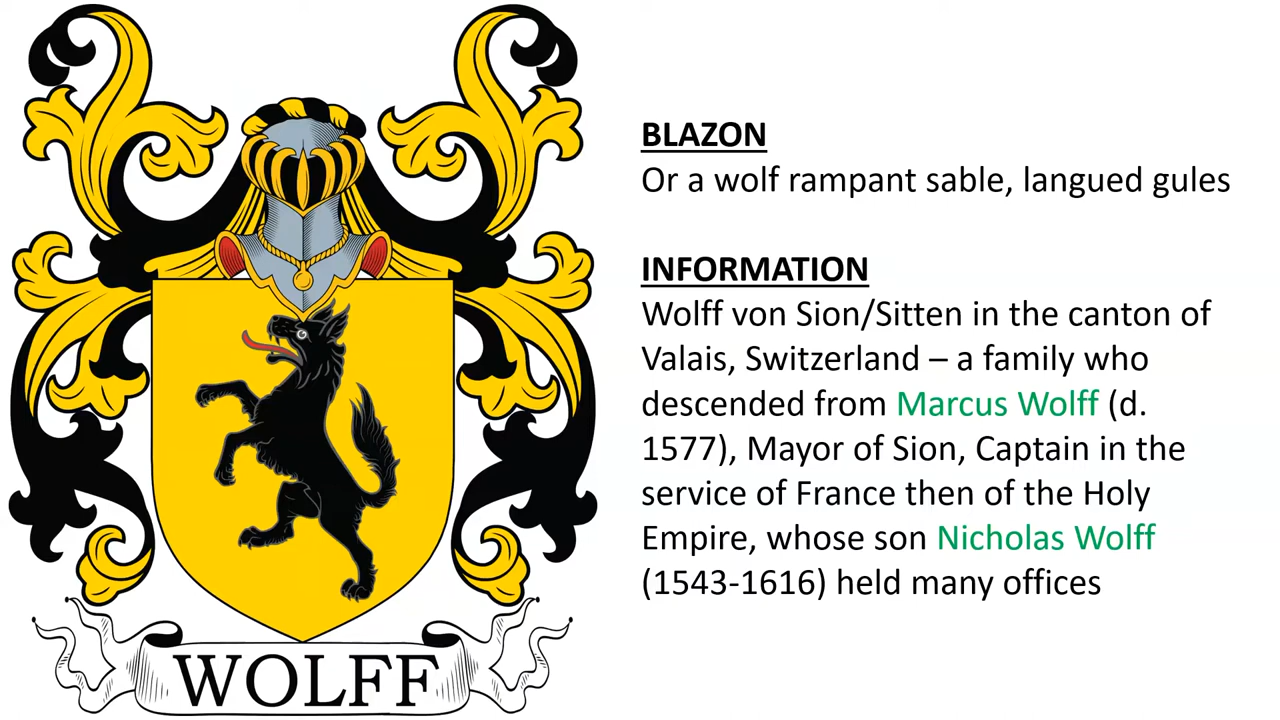 BLAZON
Or a wolf rampant sable, langued gules
INFORMATION
Wolff von Sion/Sitten in the canton of
Valais, Switzerland – a family who
descended from Marcus Wolff (d.
1577), Mayor of Sion, Captain in the
service of France then of the Holy
Empire, whose son Nicholas Wolff
(1543-1616) held many offices
WOLFF